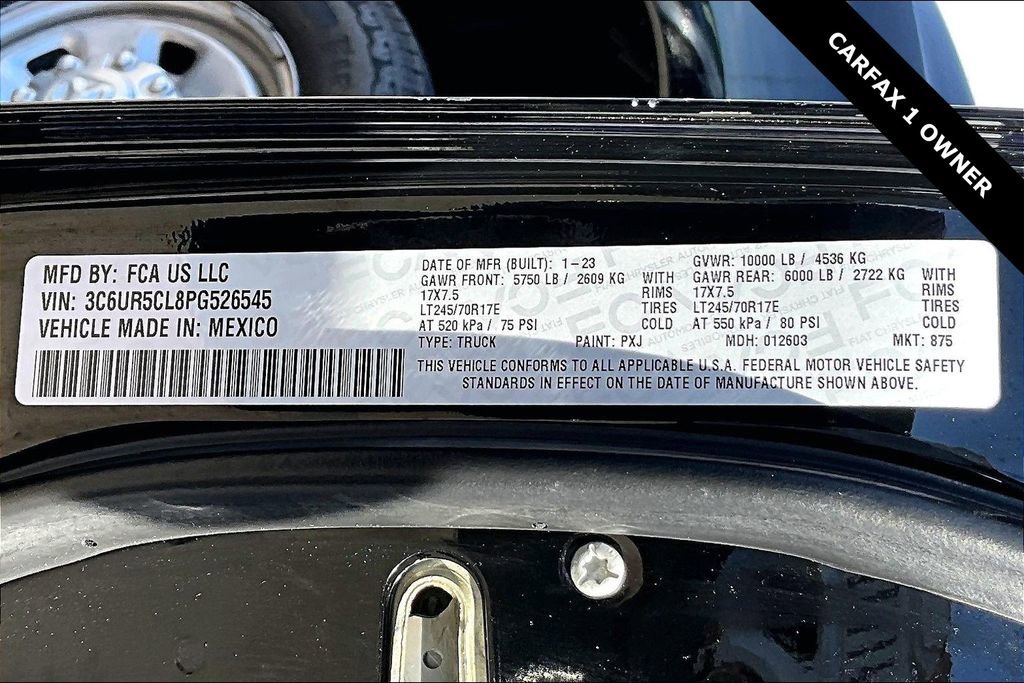 CARFAX 1 OWNER
MFD BY: FCA US LLC
VIN: 3C6UR5CL8PG526545
VEHICLE MADE IN: MEXICO
DATE OF MFR (BUILT): 1-23
GAWR FRONT: 5750 LB / 2609 KG WITH
17X7.5 RIMS
LT245/70R17E TIRES
AT 520 kPa / 75 PSI COLD
GVWR: 10000 LB / 4536 KG
GAWR REAR: 6000 LB / 2722 KG WITH
17X7.5 RIMS
LT245/70R17E TIRES
AT 550 kPa / 80 PSI COLD
TYPE: TRUCK PAINT: PXJ MDH: 012603 MKT: 875
THIS VEHICLE CONFORMS TO ALL APPLICABLE U.S.A. FEDERAL MOTOR VEHICLE SAFETY
STANDARDS IN EFFECT ON THE DATE OF MANUFACTURE SHOWN ABOVE.